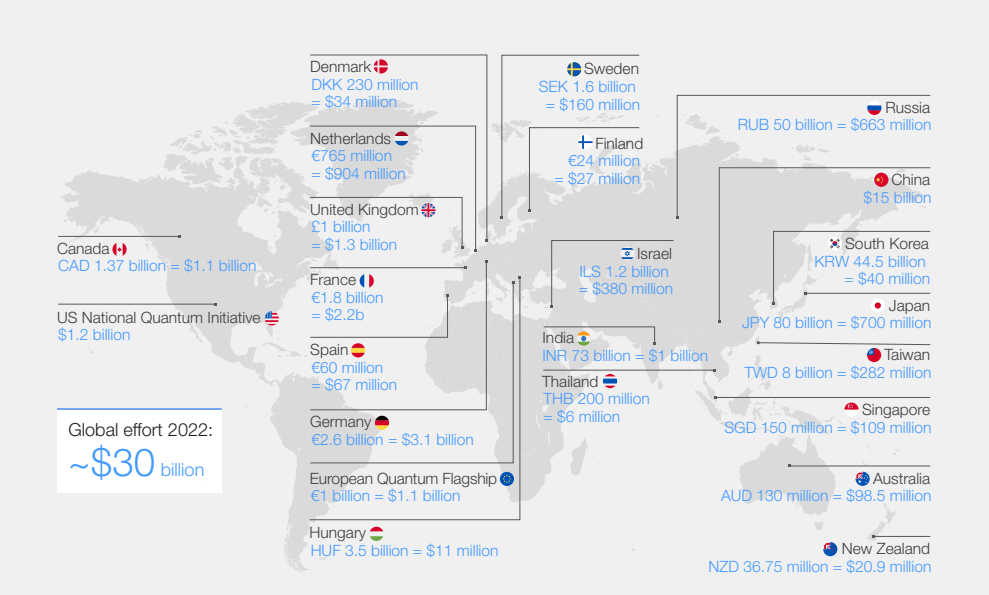 Denmark
DKK 230 million
= $34 million
Netherlands
€765 million
= $904 million
United Kingdom
£1 billion
= $1.3 billion
Canada
CAD 1.37 billion = $1.1 billion
France
€1.8 billion
= $2.2b
US National Quantum Initiative
$1.2 billion
Spain
€60 million
= $67 million
Germany
€2.6 billion = $3.1 billion
Global effort 2022:
~$30 billion
European Quantum Flagship
€1 billion = $1.1 billion
Hungary
HUF 3.5 billion = $11 million
Sweden
SEK 1.6 billion
= $160 million
Finland
€24 million
= $27 million
Israel
ILS 1.2 billion
= $380 million
India
INR 73 billion = $1 billion
Thailand
THB 200 million
= $6 million
Russia
RUB 50 billion = $663 million
China
$15 billion
South Korea
KRW 44.5 billion
= $40 million
Japan
JPY 80 billion = $700 million
Taiwan
TWD 8 billion = $282 million
Singapore
SGD 150 million = $109 million
Australia
AUD 130 million = $98.5 million
New Zealand
NZD 36.75 million = $20.9 million